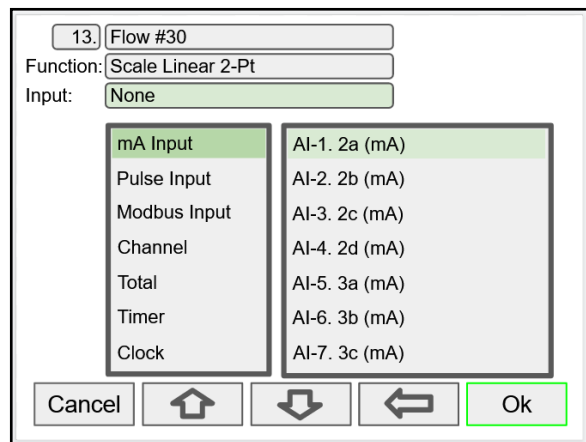 13. Flow #30
Function: Scale Linear 2-Pt
Input: None
mA Input
Pulse Input
Modbus Input
Channel
Total
Timer
Clock
AI-1. 2a (mA)
AI-2. 2b (mA)
AI-3. 2c (mA)
AI-4. 2d (mA)
AI-5. 3a (mA)
AI-6. 3b (mA)
AI-7. 3c (mA)
Cancel Ok